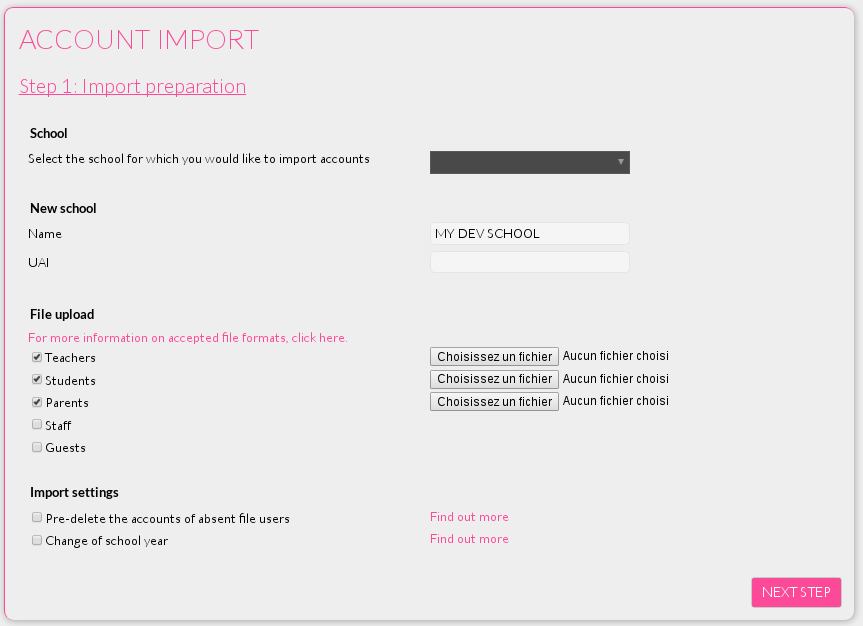 ACCOUNT IMPORT
Step 1: Import preparation
School
Select the school for which you would like to import accounts
New school
Name MY DEV SCHOOL
UAI
File upload
For more information on accepted file formats, click here.
Teachers Choisissez un fichier Aucun fichier choisi
Students Choisissez un fichier Aucun fichier choisi
Parents Choisissez un fichier Aucun fichier choisi
Staff
Guests
Import settings
Pre-delete the accounts of absent file users Find out more
Change of school year Find out more
NEXT STEP